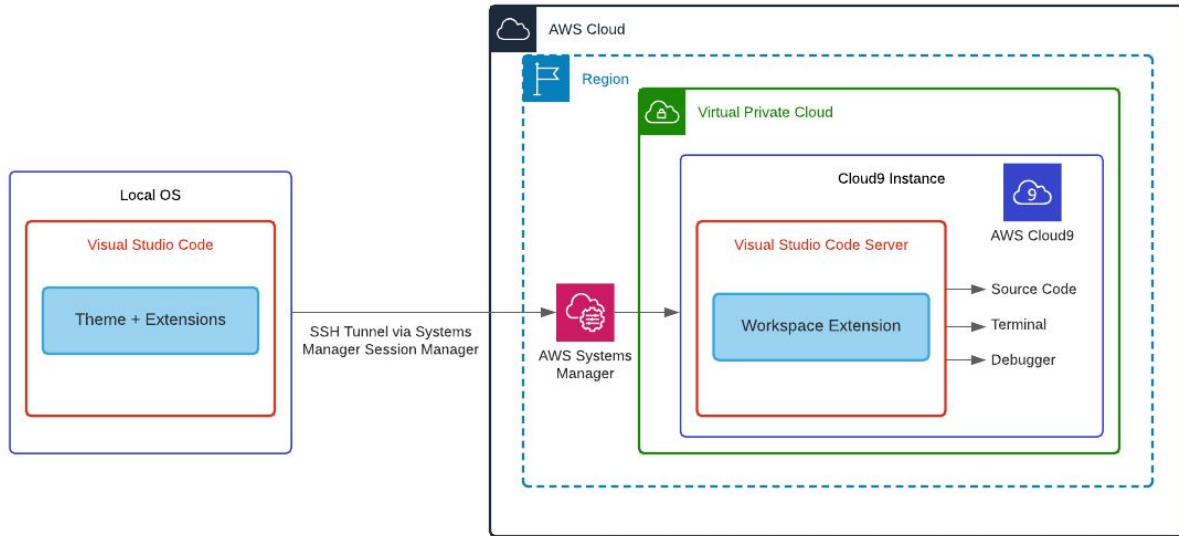 AWS Cloud
Region
Virtual Private Cloud
Cloud9 Instance
9
AWS Cloud9
Local OS
Visual Studio Code
Theme + Extensions
SSH Tunnel via Systems
Manager Session Manager
AWS Systems
Manager
Visual Studio Code Server
Workspace Extension
Source Code
Terminal
Debugger